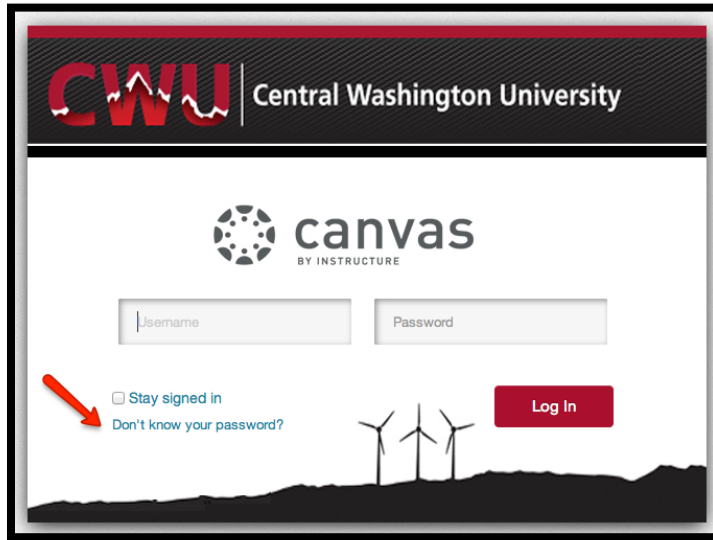 CWU Central Washington University
canvas
BY INSTRUCTURE
Username Password
Stay signed in
Don't know your password?
Log In